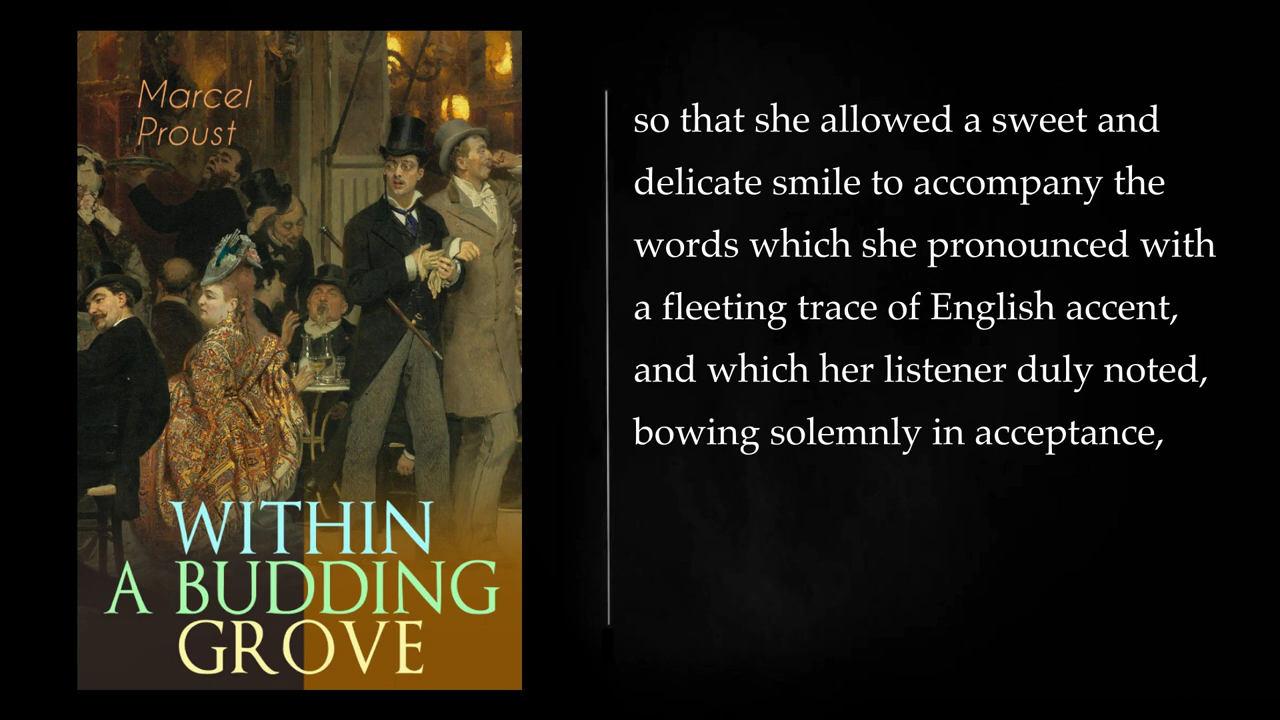 Marcel
Proust
WITHIN
A BUDDING
GROVE
so that she allowed a sweet and
delicate smile to accompany the
words which she pronounced with
a fleeting trace of English accent,
and which her listener duly noted,
bowing solemnly in acceptance,